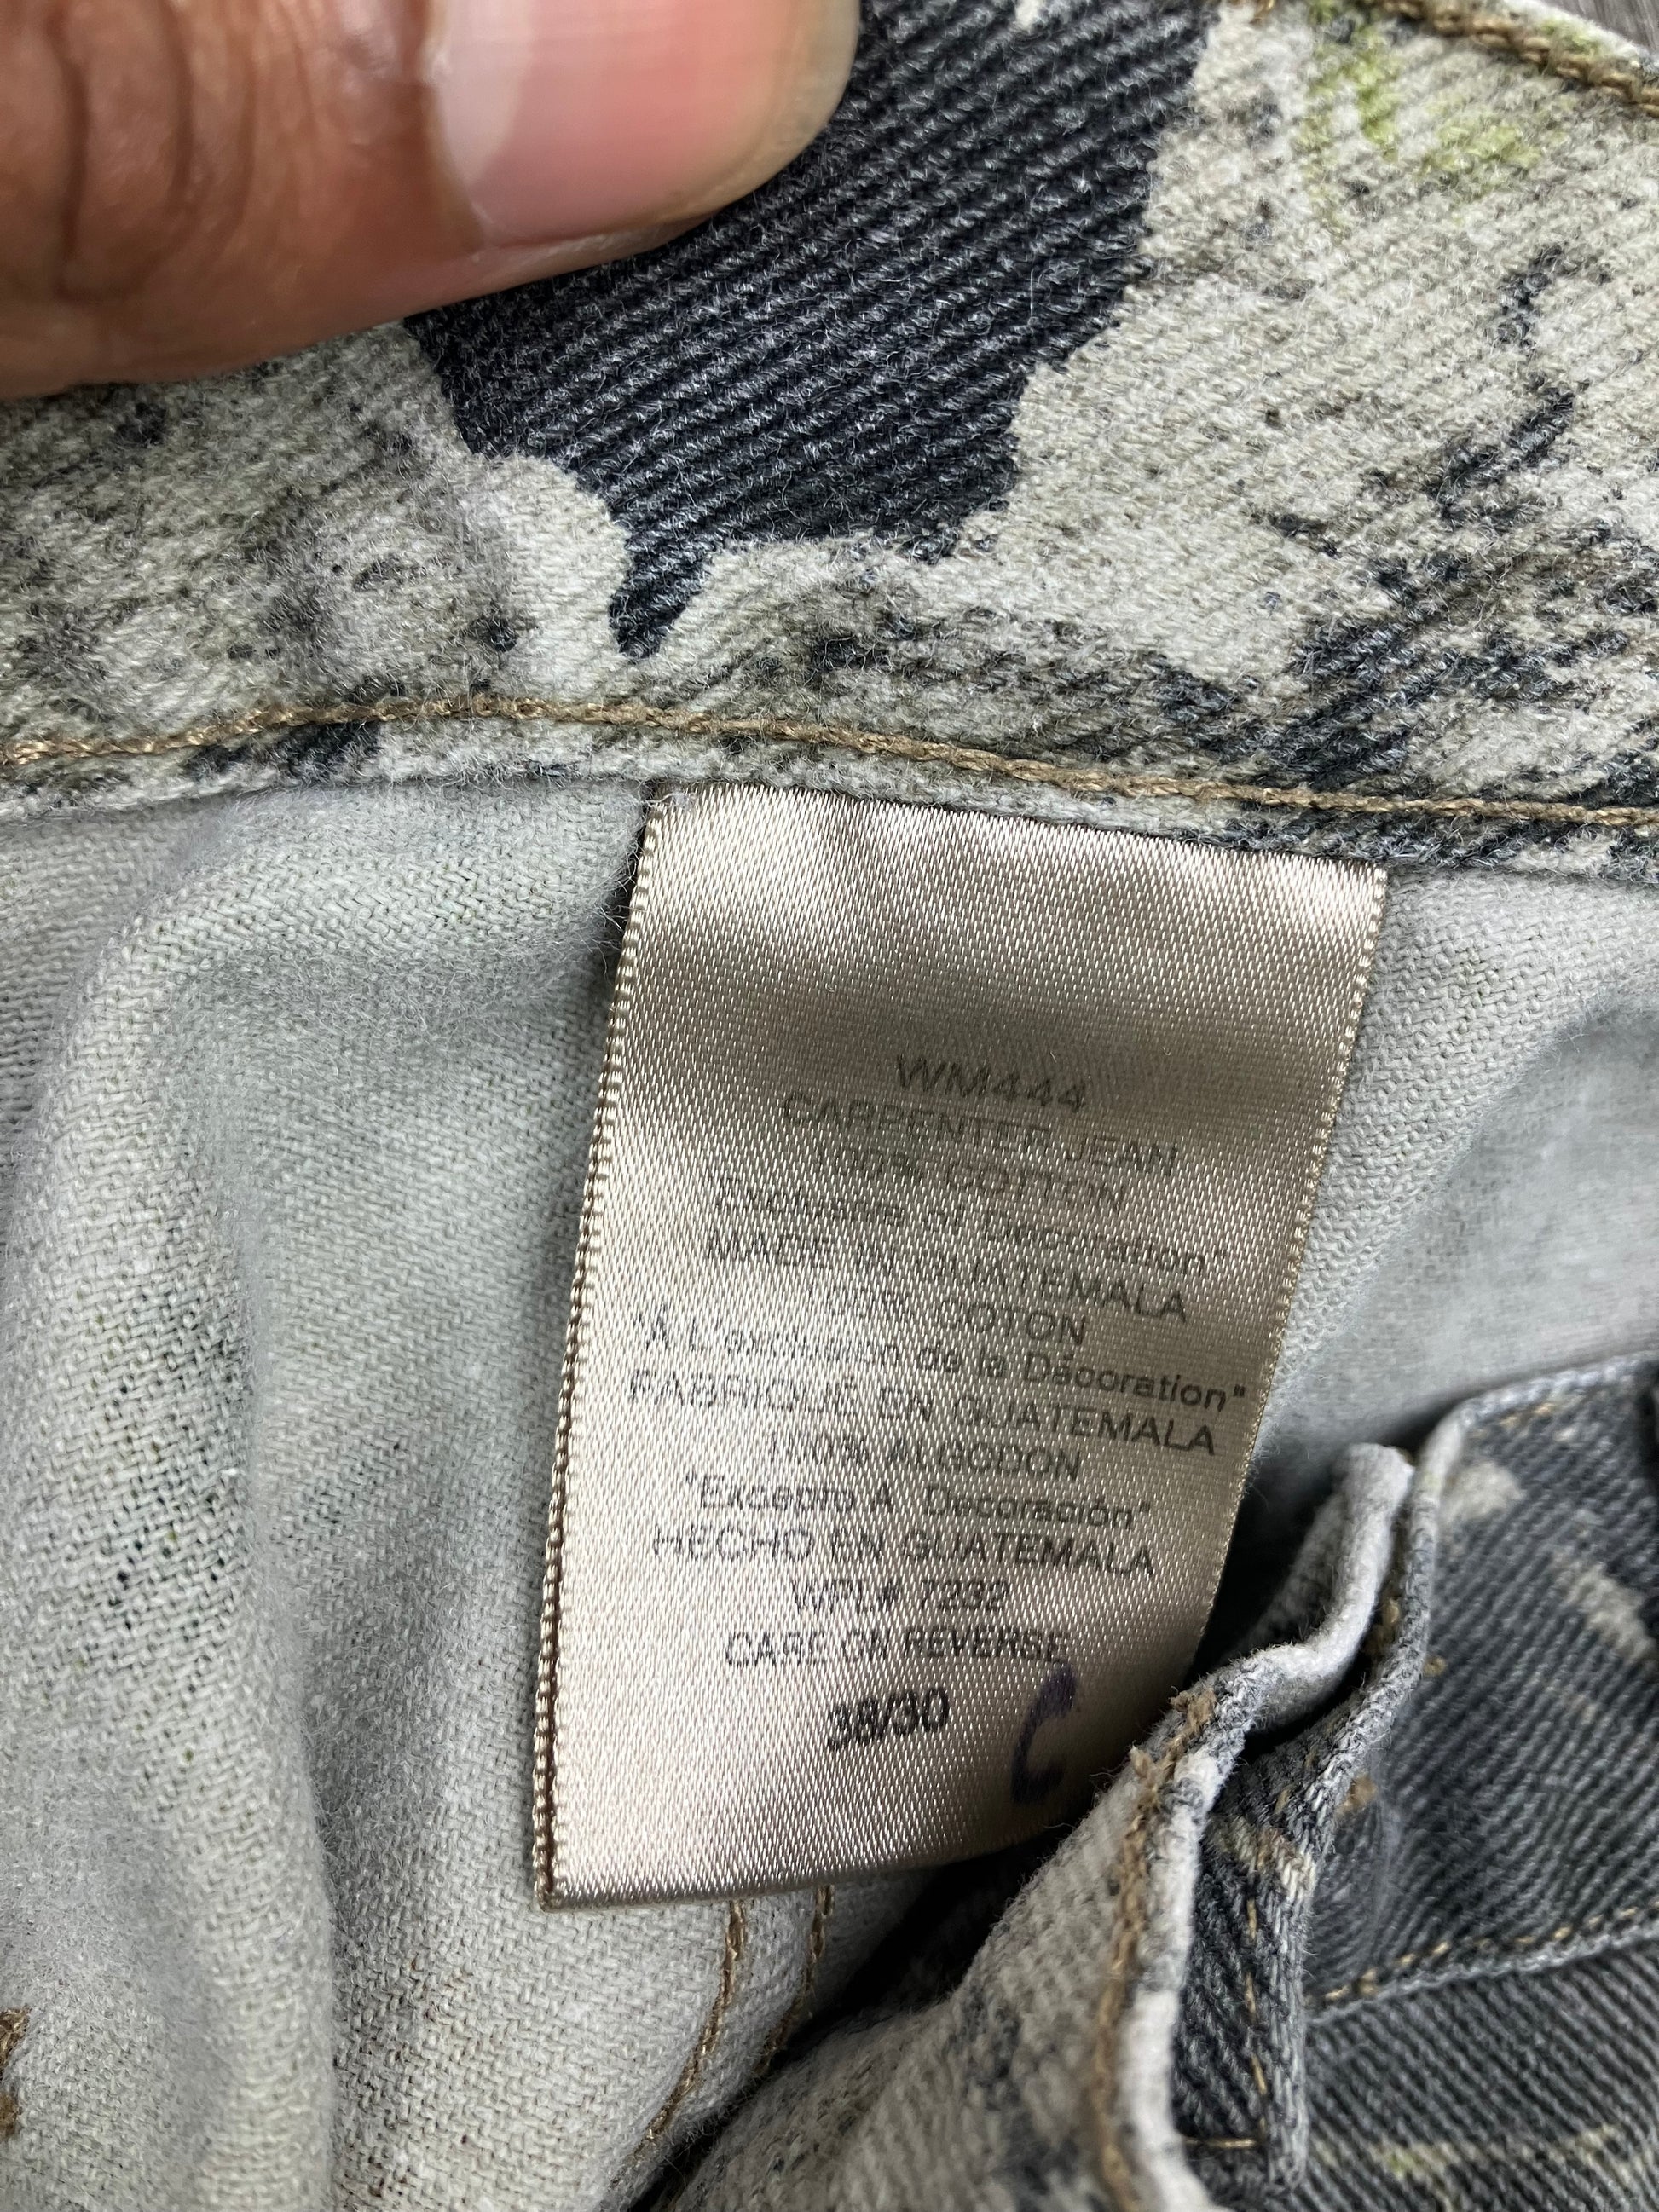 WM444
CARPENTER JEAN
100% COTTON
"Exclusive of Decoration"
MADE IN GUATEMALA
100% COTON
"À L'exclusion de la Décoration"
FABRIQUÉ EN GUATEMALA
100% ALGODON
"Excepto A Decoración"
HECHO EN GUATEMALA
WPL# 7232
CARE ON REVERSE
38/30
C